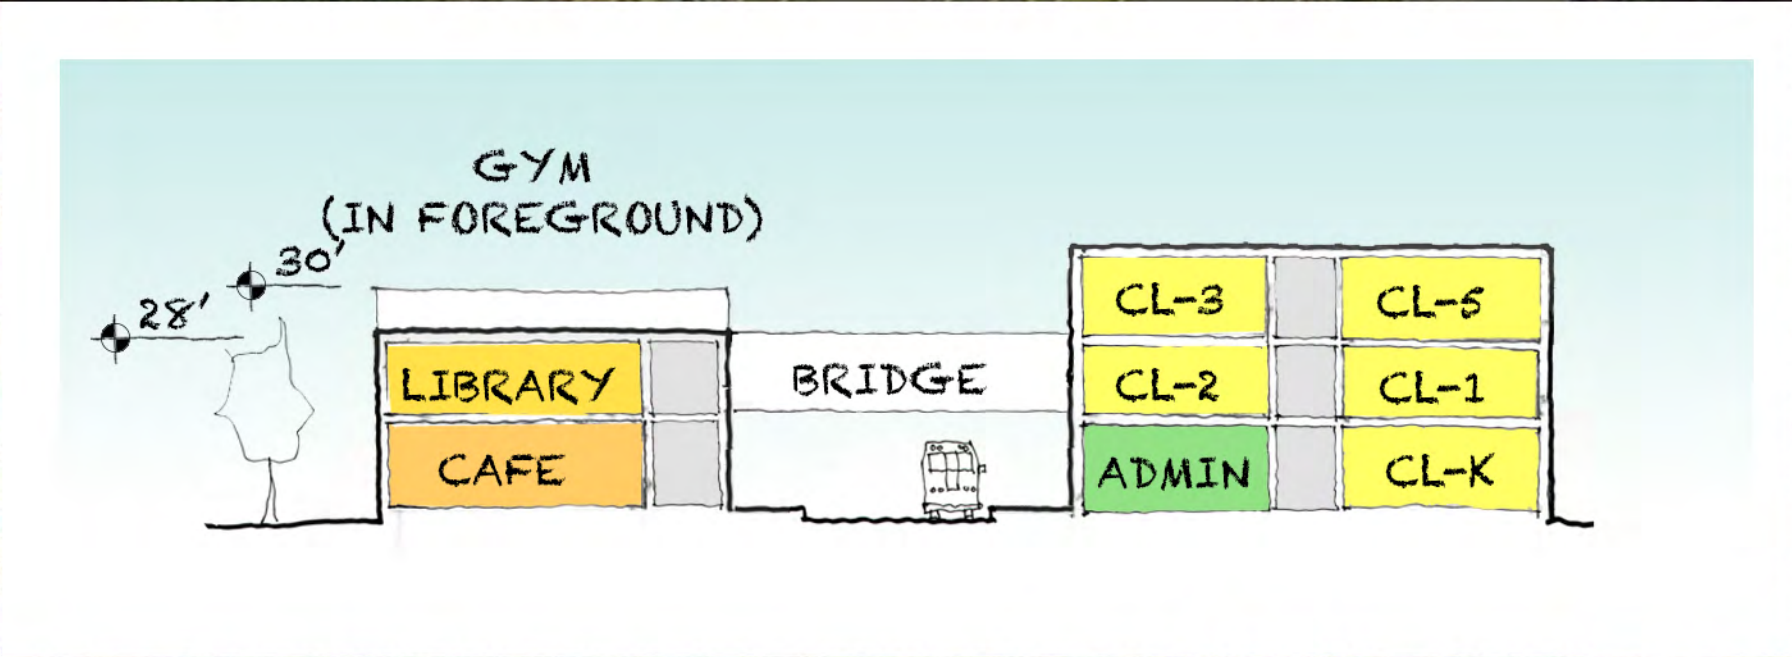 GYM
(IN FOREGROUND)
30'
28'
LIBRARY
CAFE
BRIDGE
CL-3
CL-5
CL-2
CL-1
ADMIN
CL-K